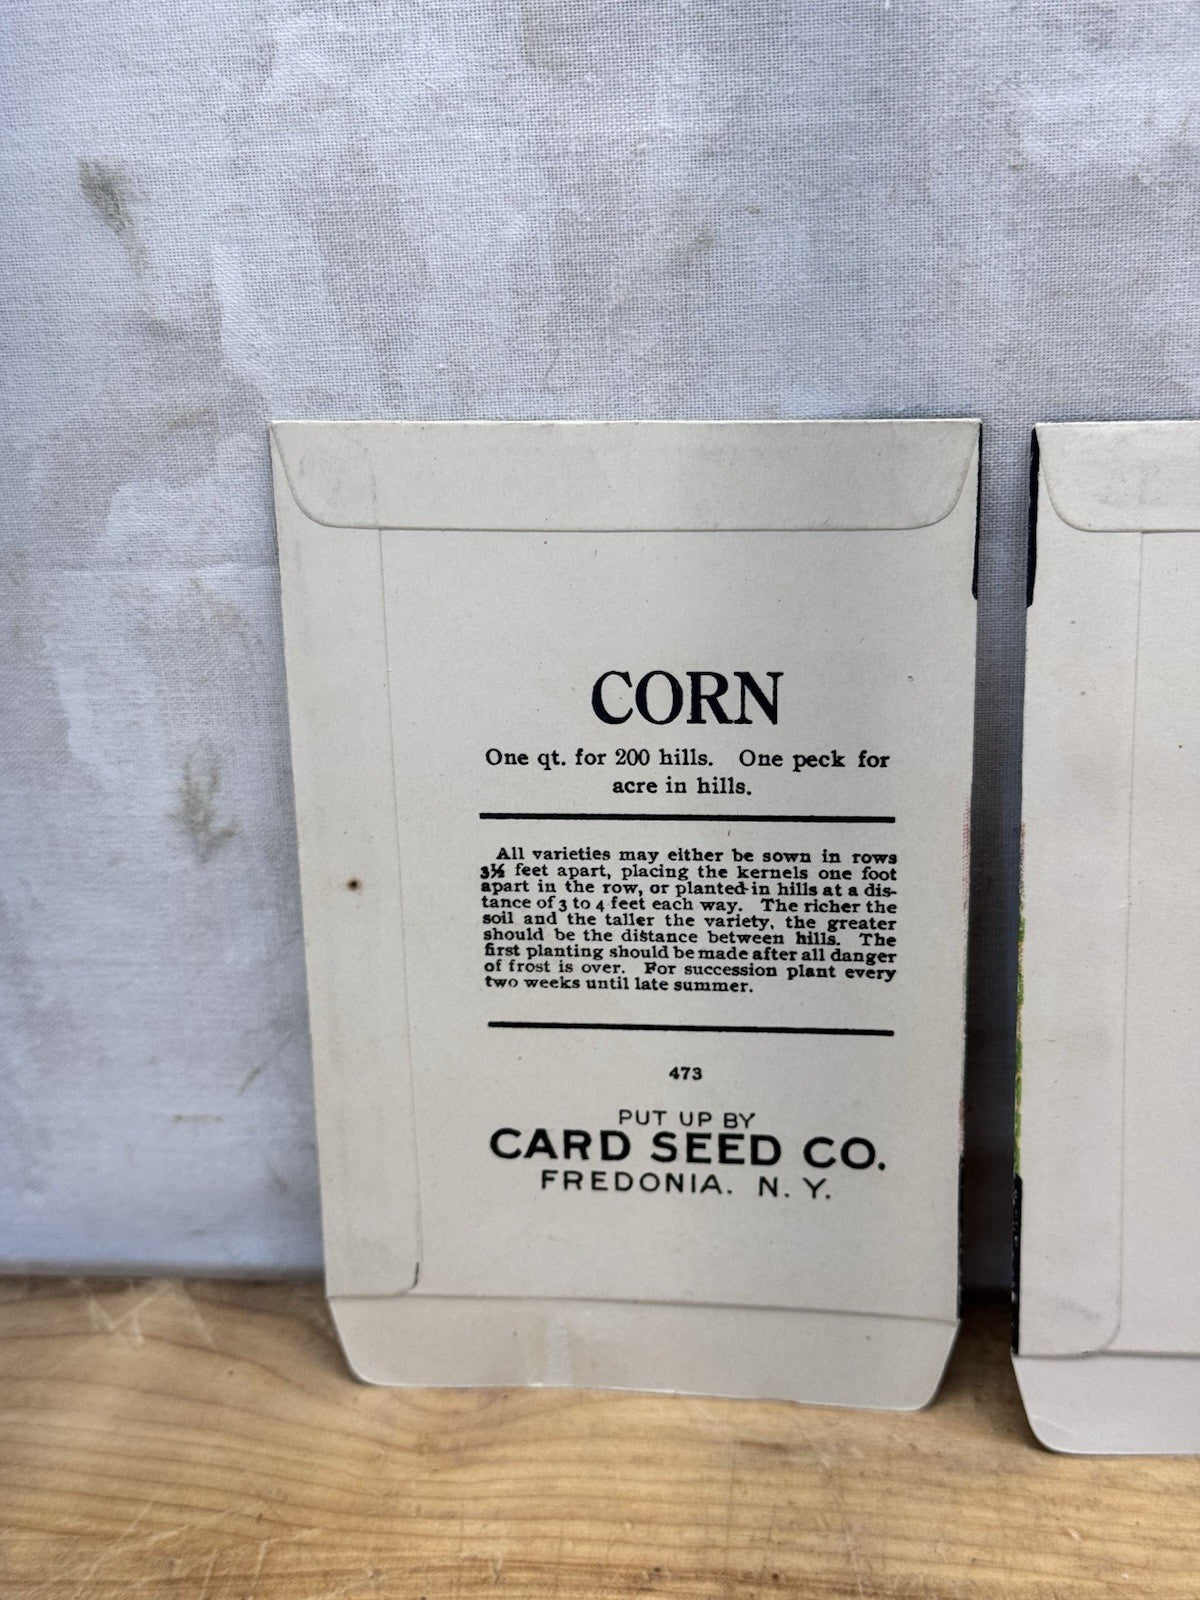 CORN
One qt. for 200 hills. One peck for
acre in hills.
All varieties may either be sown in rows
3½ feet apart, placing the kernels one foot
apart in the row, or planted in hills at a dis-
tance of 3 to 4 feet each way. The richer the
soil and the taller the variety, the greater
should be the distance between hills. The
first planting should be made after all danger
of frost is over. For succession plant every
two weeks until late summer.
473
PUT UP BY
CARD SEED CO.
FREDONIA. N. Y.